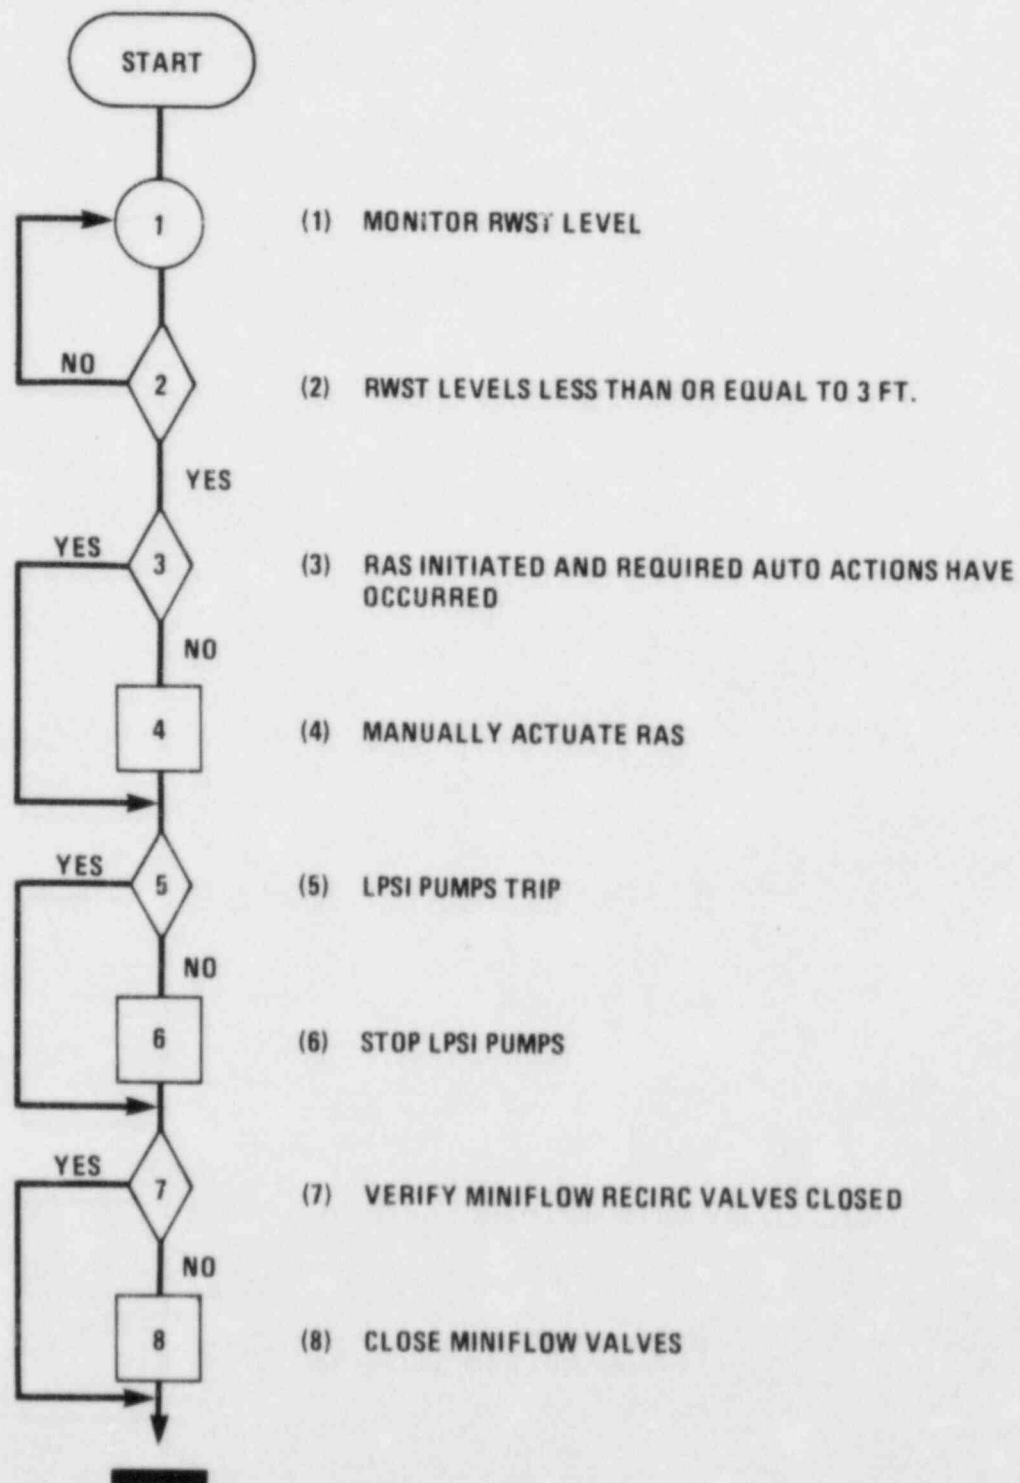 START
1
(1) MONITOR RWST LEVEL
NO
2
(2) RWST LEVELS LESS THAN OR EQUAL TO 3 FT.
YES
YES
3
(3) RAS INITIATED AND REQUIRED AUTO ACTIONS HAVE
OCCURRED
NO
4
(4) MANUALLY ACTUATE RAS
YES
5
(5) LPSI PUMPS TRIP
NO
6
(6) STOP LPSI PUMPS
YES
7
(7) VERIFY MINIFLOW RECIRC VALVES CLOSED
NO
8
(8) CLOSE MINIFLOW VALVES